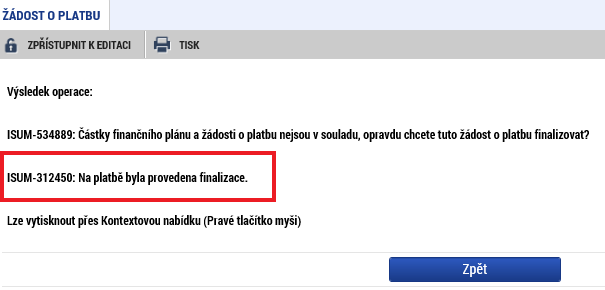 ŽÁDOST O PLATBU
ZPŘÍSTUPNIT K EDITACI TISK
Výsledek operace:
ISUM-534889: Částky finančního plánu a žádosti o platbu nejsou v souladu, opravdu chcete tuto žádost o platbu finalizovat?
ISUM-312450: Na platbě byla provedena finalizace.
Lze vytisknout přes Kontextovou nabídku (Pravé tlačítko myši)
Zpět